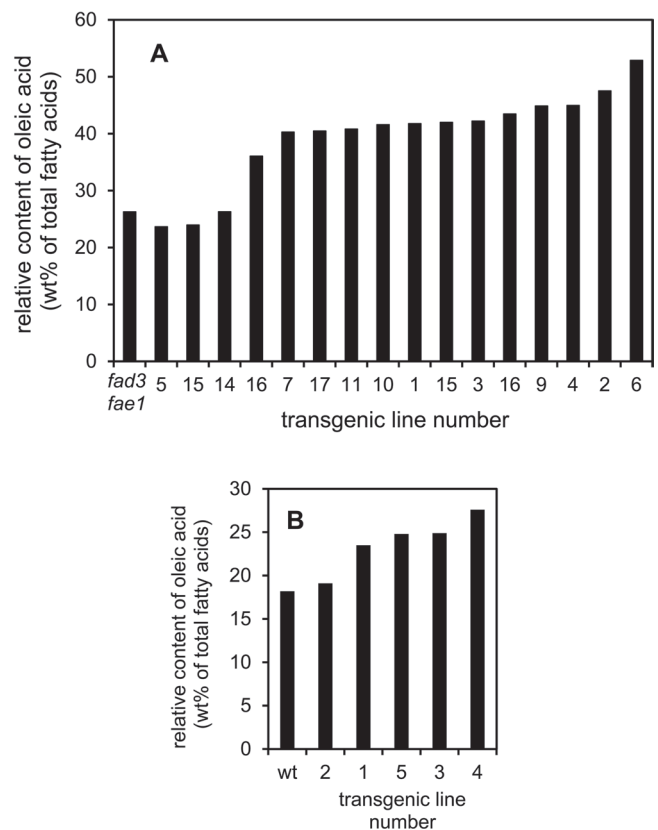 A
relative content of oleic acid
(wt% of total fatty acids)
60
50
40
30
20
10
0
fad3 5 15 14 16 7 17 11 10 1 15 3 16 9 4 2 6
fae1
transgenic line number
B
relative content of oleic acid
(wt% of total fatty acids)
30
25
20
15
10
5
0
wt 2 1 5 3 4
transgenic line
number